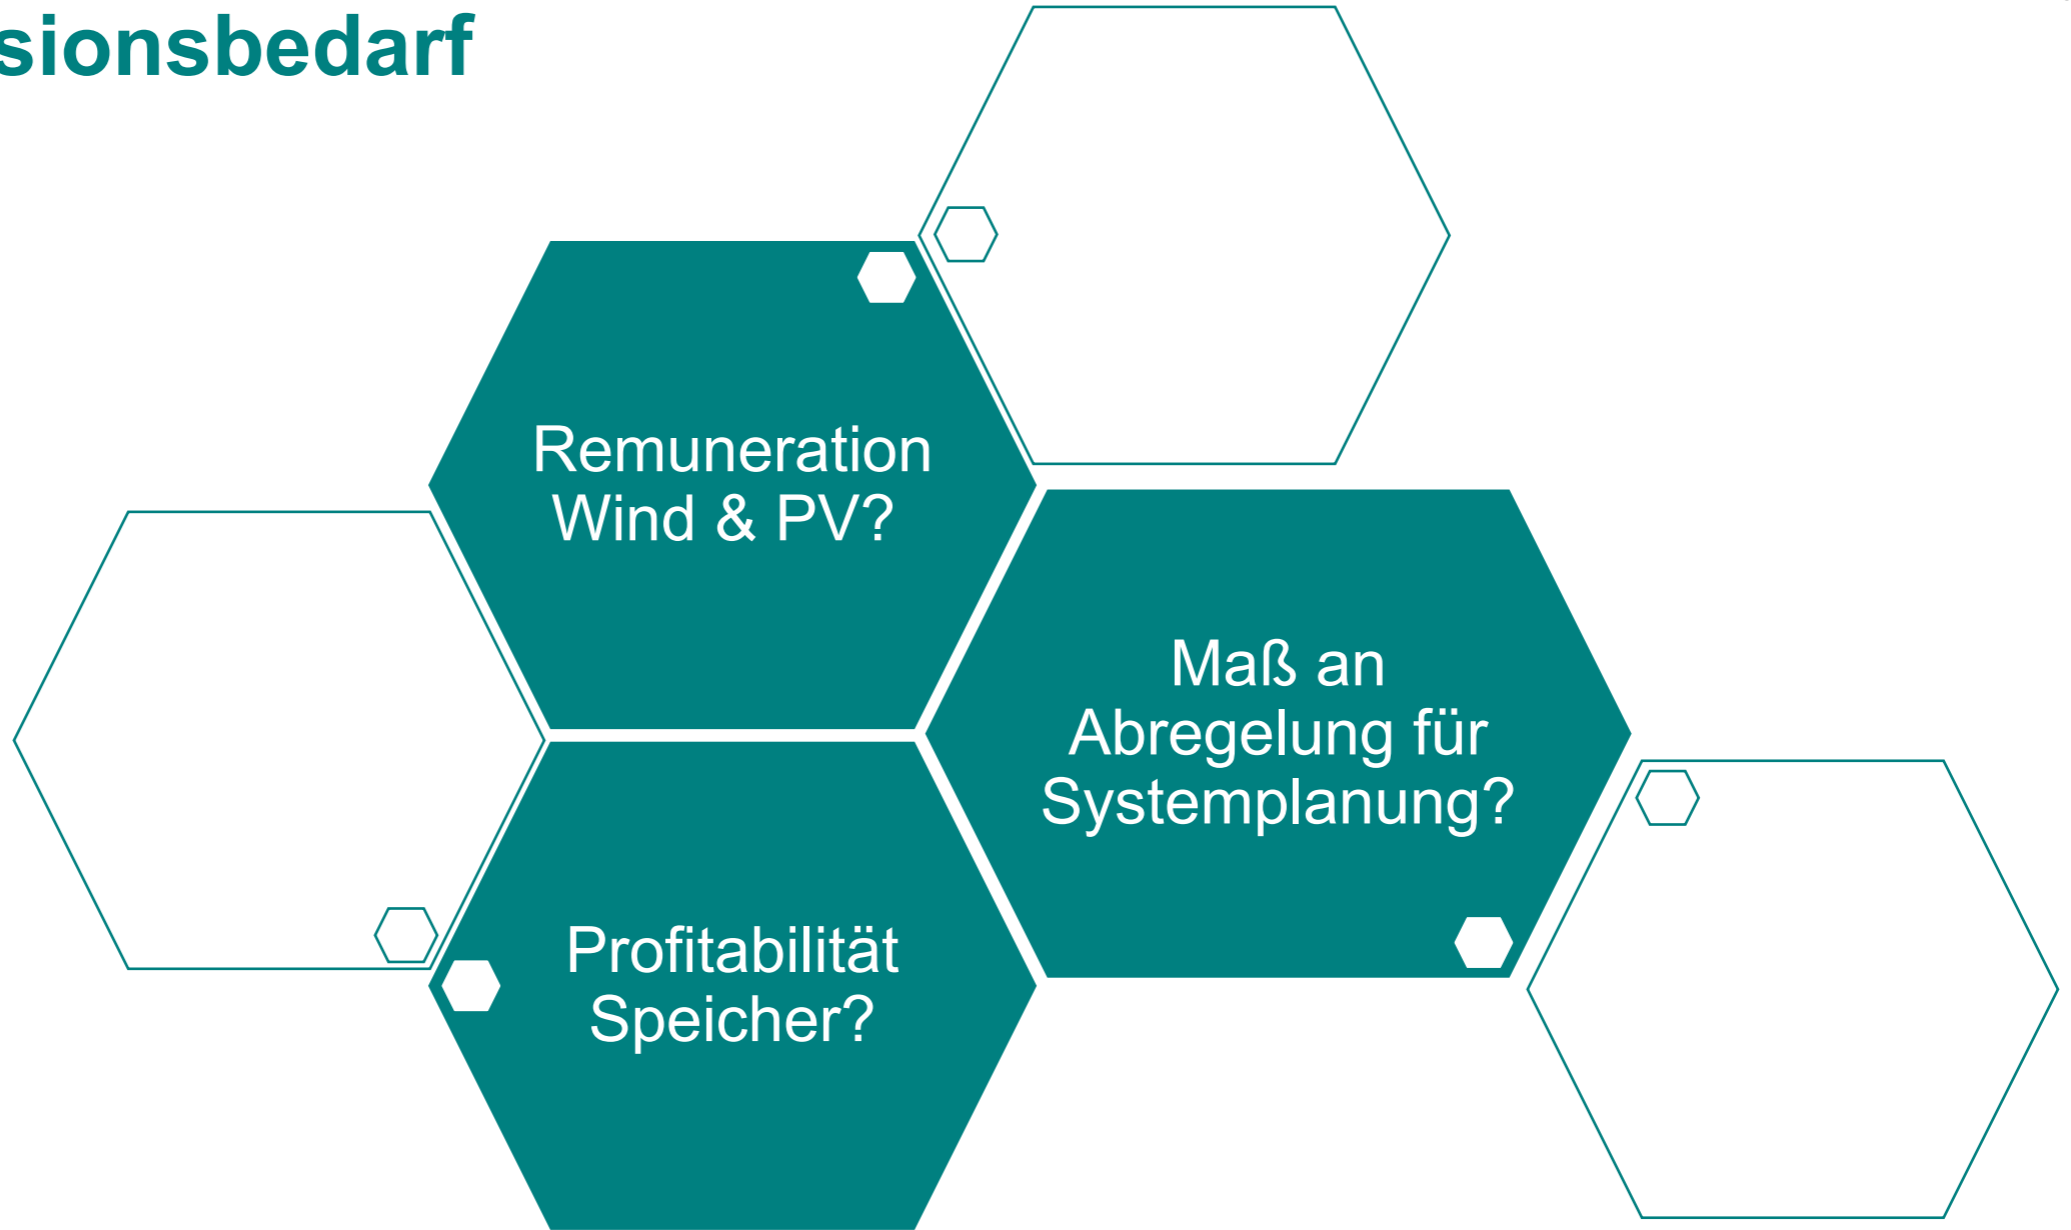 sionsbedarf
Remuneration
Wind & PV?
Maß an
Abregelung für
Systemplanung?
Profitabilität
Speicher?